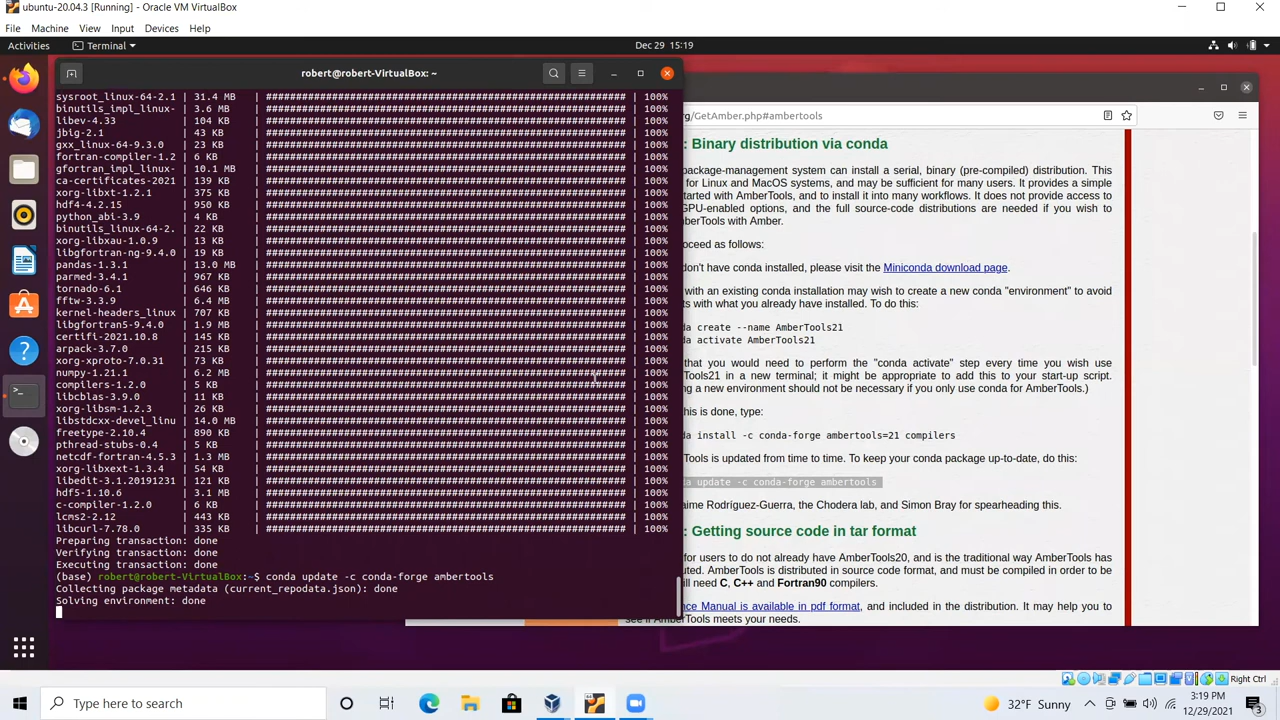 ubuntu-20.04.3 [Running] - Oracle VM VirtualBox
File Machine View Input Devices Help
Activities Terminal Dec 29 15:19
robert@robert-VirtualBox: ~
sysroot_linux-64-2.1 | 31.4 MB | ##################################################################### | 100%
binutils_impl_linux- | 3.6 MB | ##################################################################### | 100%
libev-4.33 | 104 KB | ##################################################################### | 100%
jbig-2.1 | 43 KB | ##################################################################### | 100%
gxx_linux-64-9.3.0 | 23 KB | ##################################################################### | 100%
fortran-compiler-1.2 | 6 KB | ##################################################################### | 100%
gfortran_impl_linux- | 10.1 MB | ##################################################################### | 100%
ca-certificates-2021 | 139 KB | ##################################################################### | 100%
xorg-libxt-1.2.1 | 375 KB | ##################################################################### | 100%
hdf4-4.2.15 | 950 KB | ##################################################################### | 100%
python_abi-3.9 | 4 KB | ##################################################################### | 100%
binutils_linux-64-2. | 22 KB | ##################################################################### | 100%
xorg-libxau-1.0.9 | 13 KB | ##################################################################### | 100%
libgfortran-ng-9.4.0 | 19 KB | ##################################################################### | 100%
pandas-1.3.1 | 13.0 MB | ##################################################################### | 100%
parmed-3.4.1 | 967 KB | ##################################################################### | 100%
tornado-6.1 | 646 KB | ##################################################################### | 100%
fftw-3.3.9 | 6.4 MB | ##################################################################### | 100%
kernel-headers_linux | 707 KB | ##################################################################### | 100%
libgfortran5-9.4.0 | 1.9 MB | ##################################################################### | 100%
certifi-2021.10.8 | 145 KB | ##################################################################### | 100%
arpack-3.7.0 | 215 KB | ##################################################################### | 100%
xorg-xproto-7.0.31 | 73 KB | ##################################################################### | 100%
numpy-1.21.1 | 6.2 MB | ##################################################################### | 100%
compilers-1.2.0 | 5 KB | ##################################################################### | 100%
libcblas-3.9.0 | 11 KB | ##################################################################### | 100%
xorg-libsm-1.2.3 | 26 KB | ##################################################################### | 100%
libstdcxx-devel_linu | 14.0 MB | ##################################################################### | 100%
freetype-2.10.4 | 890 KB | ##################################################################### | 100%
pthread-stubs-0.4 | 5 KB | ##################################################################### | 100%
netcdf-fortran-4.5.3 | 1.3 MB | ##################################################################### | 100%
xorg-libxext-1.3.4 | 54 KB | ##################################################################### | 100%
libedit-3.1.20191231 | 121 KB | ##################################################################### | 100%
hdf5-1.10.6 | 3.1 MB | ##################################################################### | 100%
c-compiler-1.2.0 | 6 KB | ##################################################################### | 100%
lcms2-2.12 | 443 KB | ##################################################################### | 100%
libcurl-7.78.0 | 335 KB | ##################################################################### | 100%
Preparing transaction: done
Verifying transaction: done
Executing transaction: done
(base) robert@robert-VirtualBox:~$ conda update -c conda-forge ambertools
Collecting package metadata (current_repodata.json): done
Solving environment: done
rg/GetAmber.php#ambertools
: Binary distribution via conda
package-management system can install a serial, binary (pre-compiled) distribution. This
for Linux and MacOS systems, and may be sufficient for many users. It provides a simple
started with AmberTools, and to install it into many workflows. It does not provide access to
GPU-enabled options, and the full source-code distributions are needed if you wish to
berTools with Amber.
oceed as follows:
don't have conda installed, please visit the Miniconda download page.
with an existing conda installation may wish to create a new conda "environment" to avoid
ts with what you already have installed. To do this:
da create --name AmberTools21
da activate AmberTools21
that you would need to perform the "conda activate" step every time you wish use
Tools21 in a new terminal; it might be appropriate to add this to your start-up script.
g a new environment should not be necessary if you only use conda for AmberTools.)
his is done, type:
da install -c conda-forge ambertools=21 compilers
Tools is updated from time to time. To keep your conda package up-to-date, do this:
da update -c conda-forge ambertools
aime Rodríguez-Guerra, the Chodera lab, and Simon Bray for spearheading this.
: Getting source code in tar format
for users to do not already have AmberTools20, and is the traditional way AmberTools has
uted. AmberTools is distributed in source code format, and must be compiled in order to be
ill need C, C++ and Fortran90 compilers.
nce Manual is available in pdf format, and included in the distribution. It may help you to
see if AmberTools meets your needs.
Right Ctrl
Type here to search
32°F Sunny
3:19 PM
12/29/2021
3